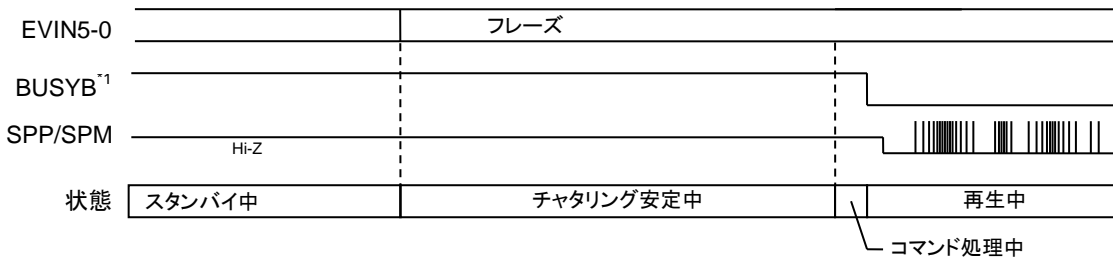 EVIN5-0 フレーズ
BUSYB*1
SPP/SPM Hi-Z
状態 スタンバイ中 チャタリング安定中 再生中
コマンド処理中